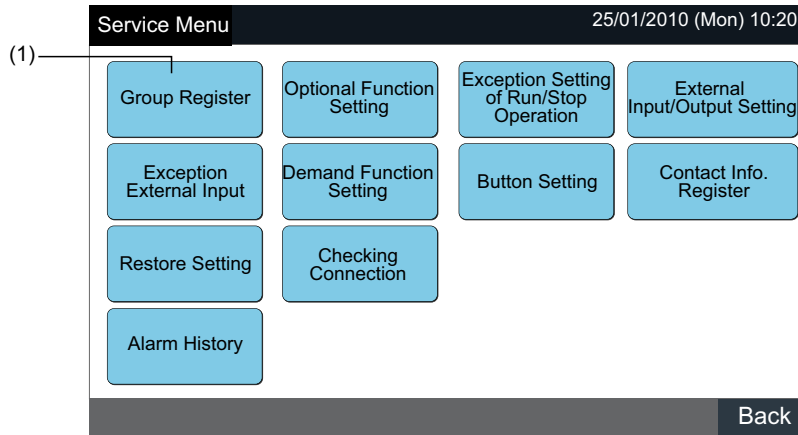 Service Menu
25/01/2010 (Mon) 10:20
(1)
Group Register
Optional Function
Setting
Exception Setting
of Run/Stop
Operation
External
Input/Output Setting
Exception
External Input
Demand Function
Setting
Button Setting
Contact Info.
Register
Restore Setting
Checking
Connection
Alarm History
Back